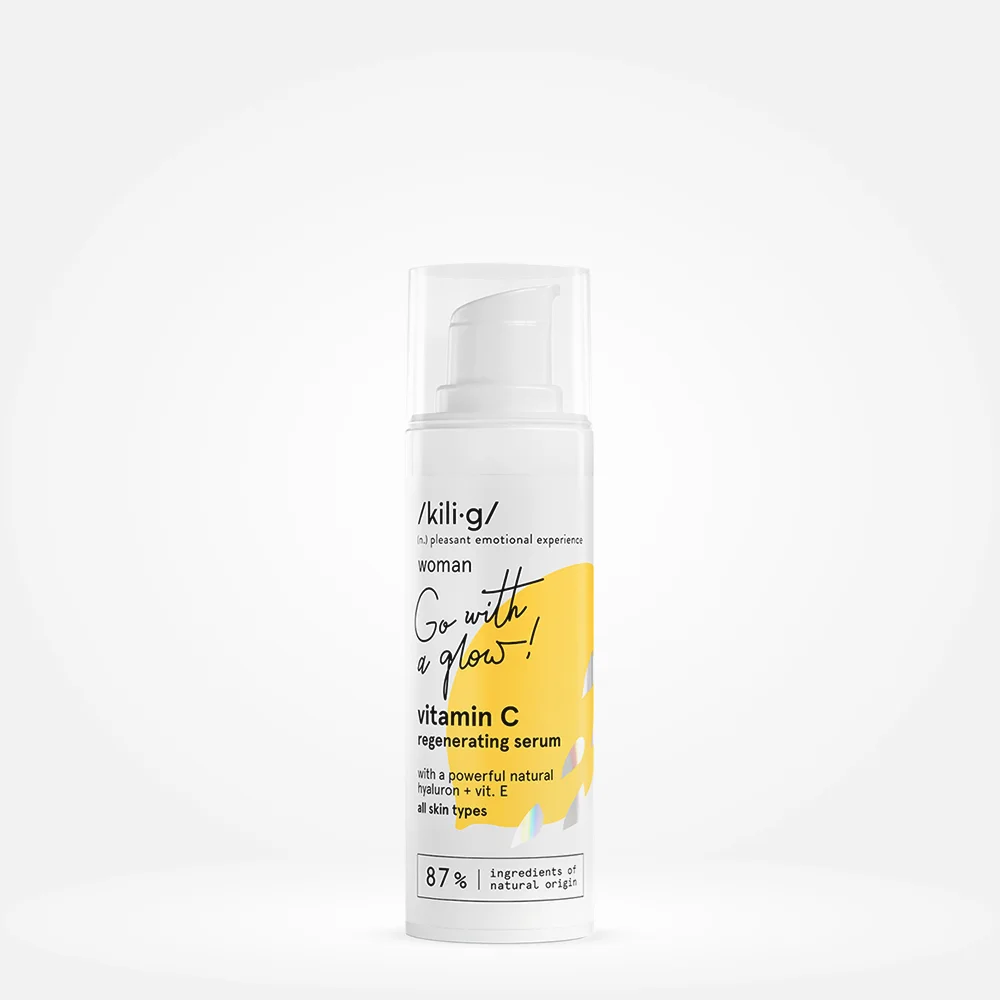 /kili·g/
(n.) pleasant emotional experience
woman
Go with
a glow!
vitamin C
regenerating serum
with a powerful natural
hyaluron + vit. E
all skin types
87% | ingredients of
natural origin